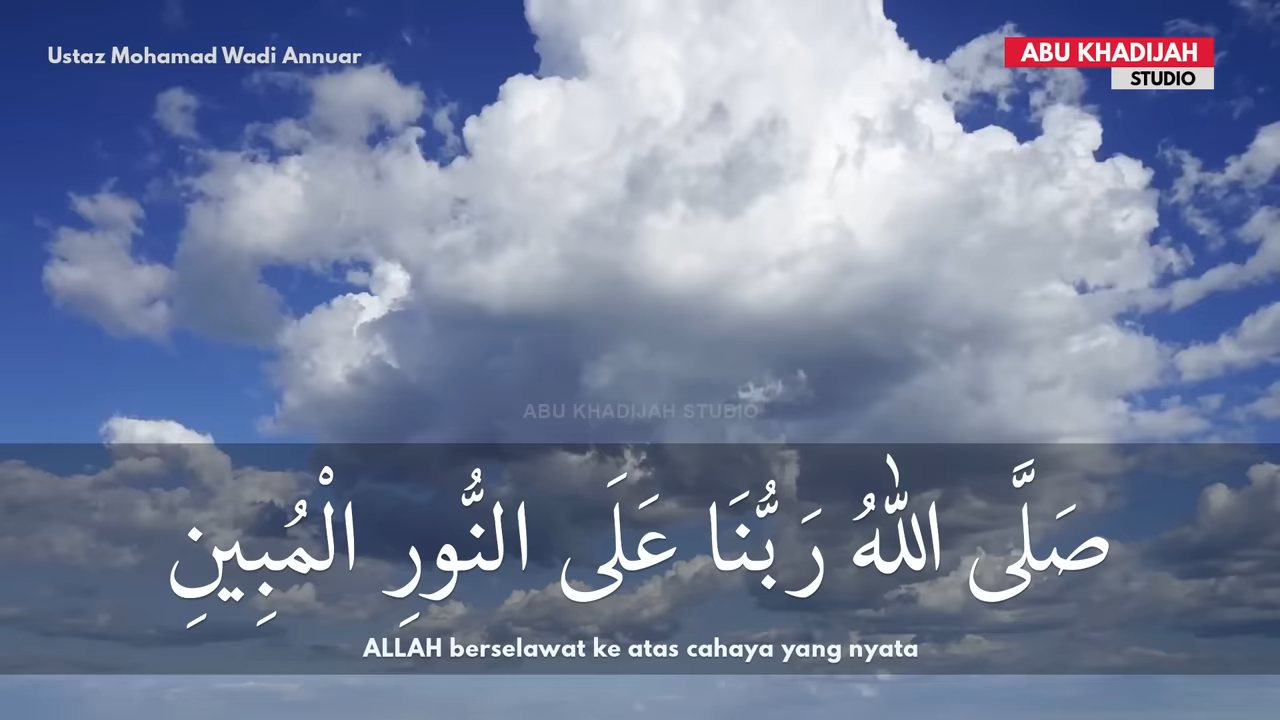 Ustaz Mohamad Wadi Annuar
ABU KHADIJAH
STUDIO
ABU KHADIJAH STUDIO
صَلَّى اللّٰهُ رَبُّنَا عَلَى النُّورِ الْمُبِينِ
ALLAH berselawat ke atas cahaya yang nyata